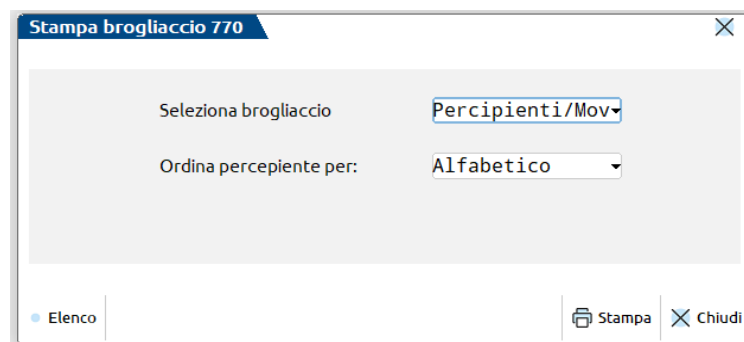 Stampa brogliaccio 770
Seleziona brogliaccio Percipienti/Mov
Ordina percepiente per: Alfabetico
Elenco Stampa Chiudi